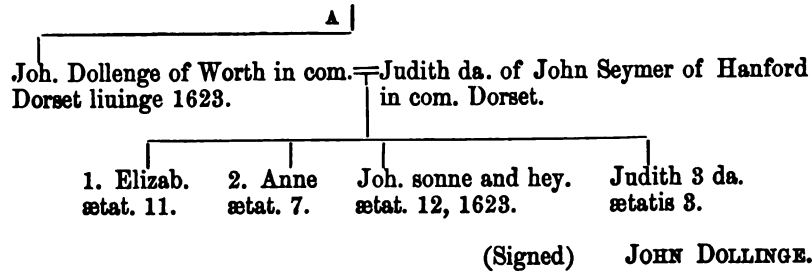 A
Joh. Dollenge of Worth in com.=Judith da. of John Seymer of Hanford
Dorset liuinge 1623. in com. Dorset.
1. Elizab. 2. Anne Joh. sonne and hey. Judith 3 da.
ætat. 11. ætat. 7. ætat. 12, 1623. ætatis 3.
(Signed) JOHN DOLLINGE.